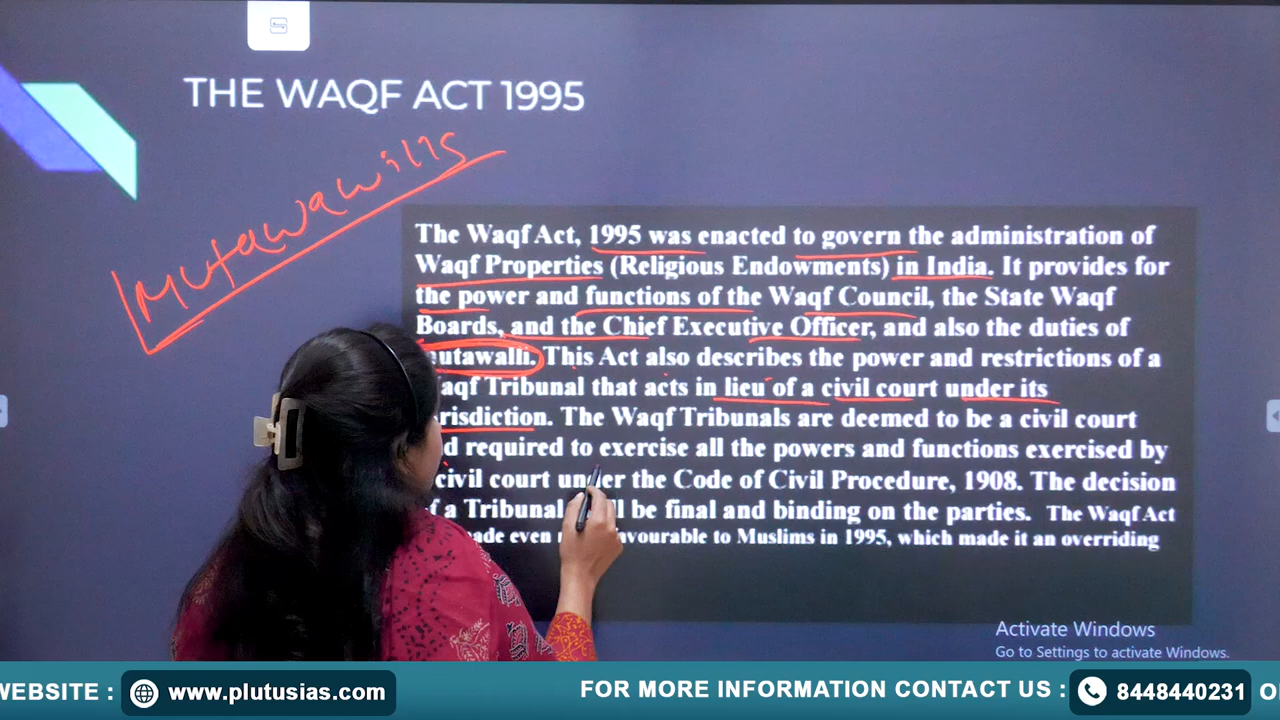 THE WAQF ACT 1995
Mutawawills
The Waqf Act, 1995 was enacted to govern the administration of
Waqf Properties (Religious Endowments) in India. It provides for
the power and functions of the Waqf Council, the State Waqf
Boards, and the Chief Executive Officer, and also the duties of
utawalli. This Act also describes the power and restrictions of a
aqf Tribunal that acts in lieu of a civil court under its
risdiction. The Waqf Tribunals are deemed to be a civil court
d required to exercise all the powers and functions exercised by
civil court under the Code of Civil Procedure, 1908. The decision
f a Tribunal be final and binding on the parties. The Waqf Act
ade even favourable to Muslims in 1995, which made it an overriding
Activate Windows
Go to Settings to activate Windows.
WEBSITE : www.plutusias.com FOR MORE INFORMATION CONTACT US : 8448440231 O